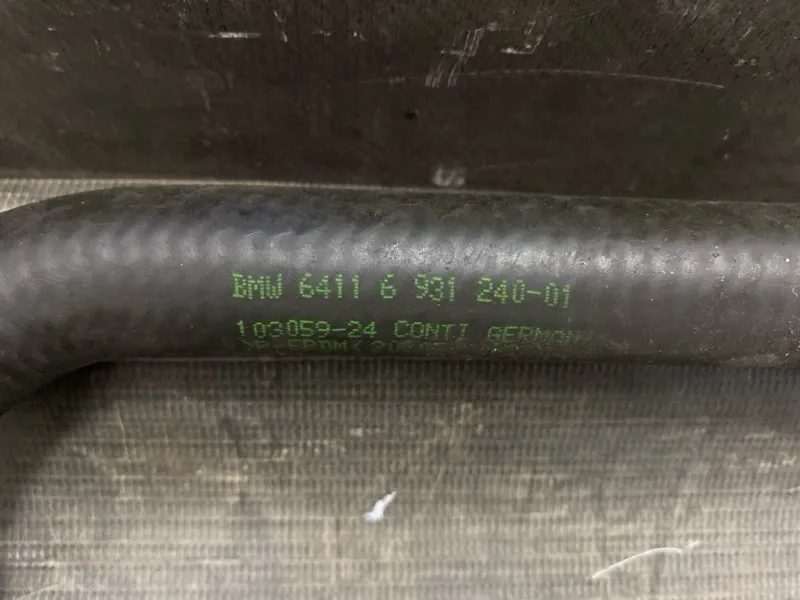 BMW 6411 6 931 240-01
103059-24 CONTI GERMANY